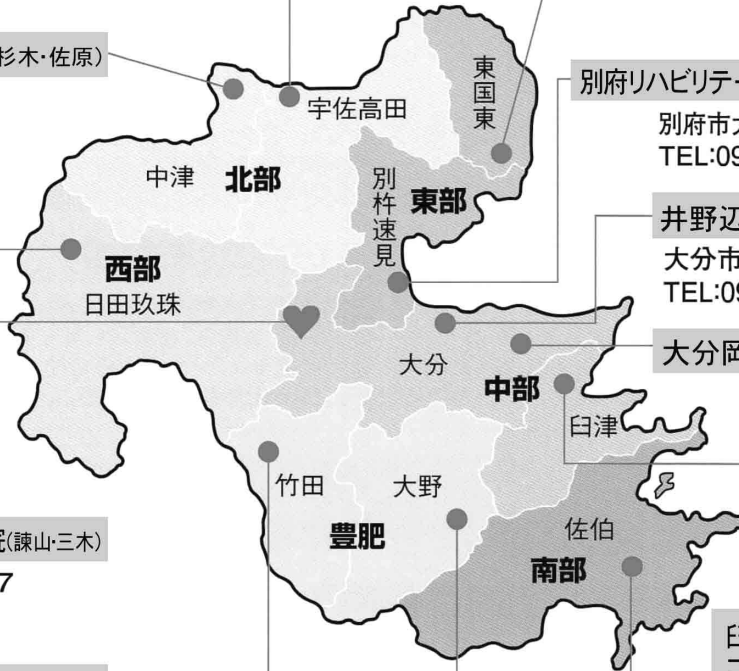 杉木・佐原）
東国東
宇佐高田
別府リハビリテー
別府市大
TEL:09
中津
北部
別杵速見
東部
井野辺
大分市
TEL:09
西部
日田玖珠
大分
中部
大分岡
臼津
竹田
大野
豊肥
佐伯
南部
院(諫山・三木)
7